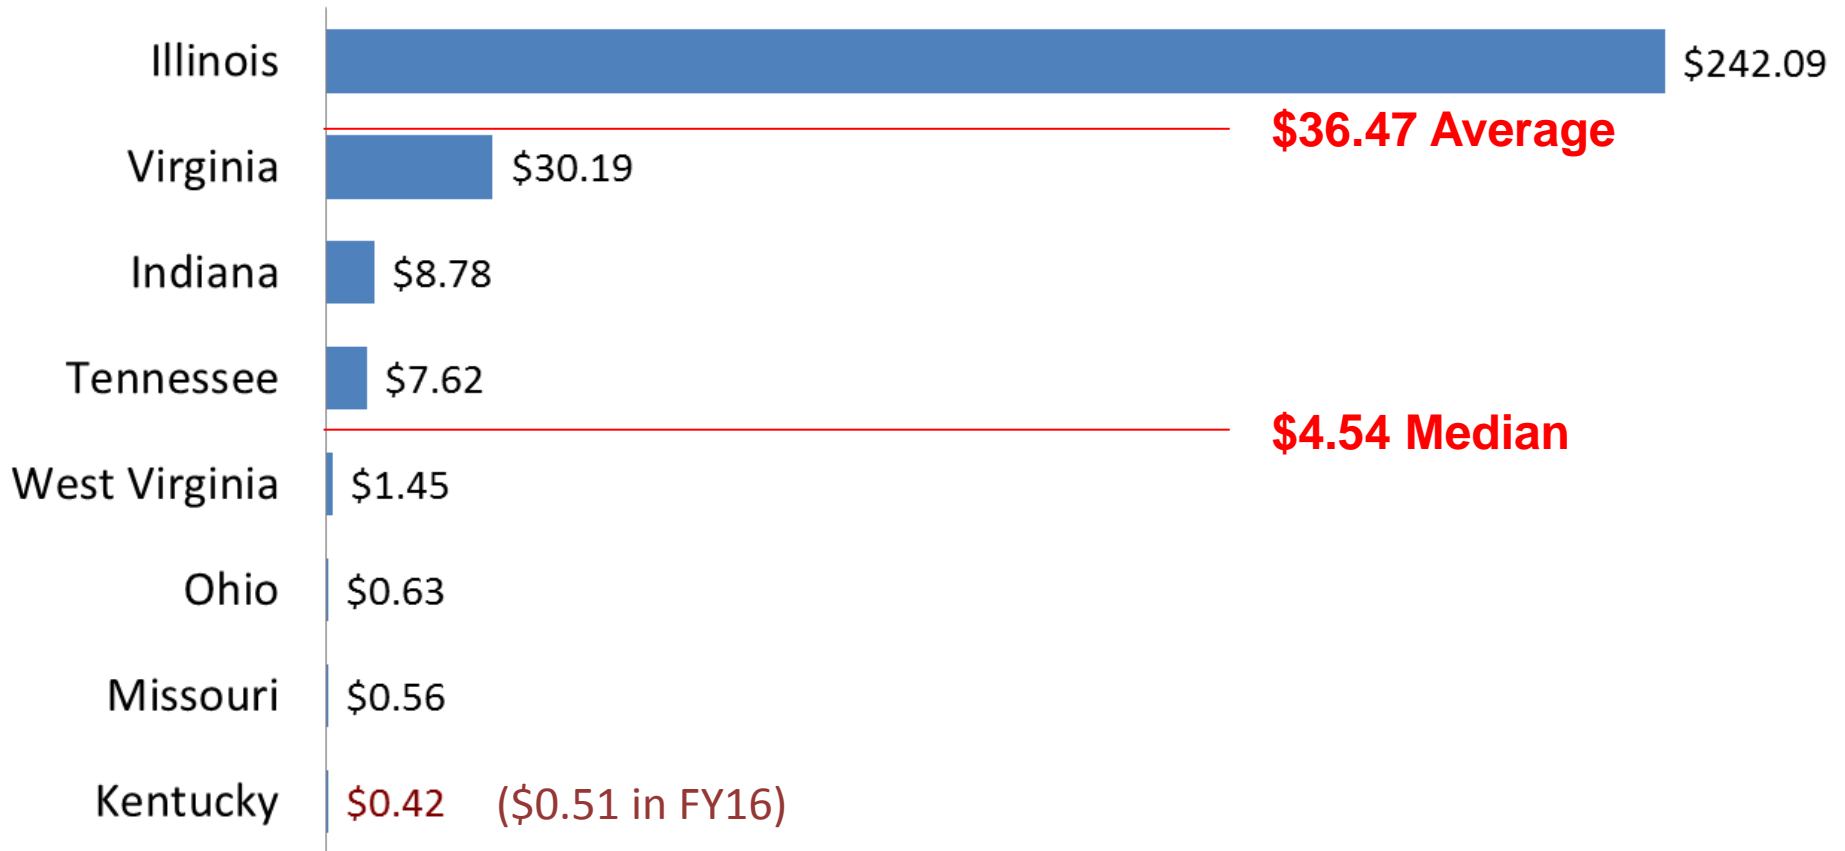 Illinois $242.09
$36.47 Average
Virginia $30.19
Indiana $8.78
Tennessee $7.62
$4.54 Median
West Virginia $1.45
Ohio $0.63
Missouri $0.56
Kentucky $0.42 ($0.51 in FY16)